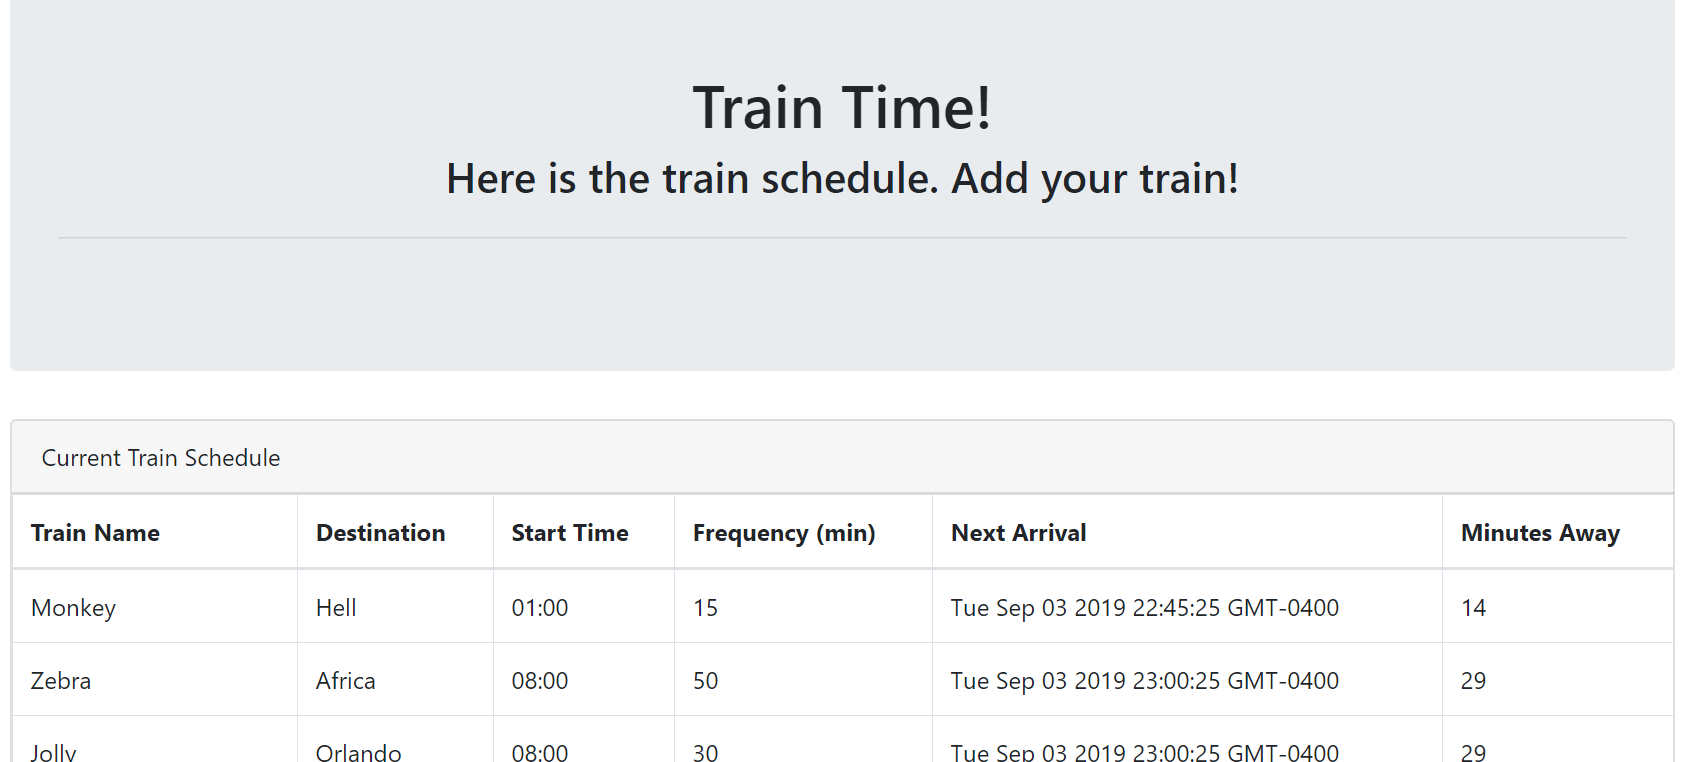 Train Time!
Here is the train schedule. Add your train!
Current Train Schedule
Train Name Destination Start Time Frequency (min) Next Arrival Minutes Away
Monkey Hell 01:00 15 Tue Sep 03 2019 22:45:25 GMT-0400 14
Zebra Africa 08:00 50 Tue Sep 03 2019 23:00:25 GMT-0400 29
Jolly Orlando 08:00 30 Tue Sep 03 2019 23:00:25 GMT-0400 29